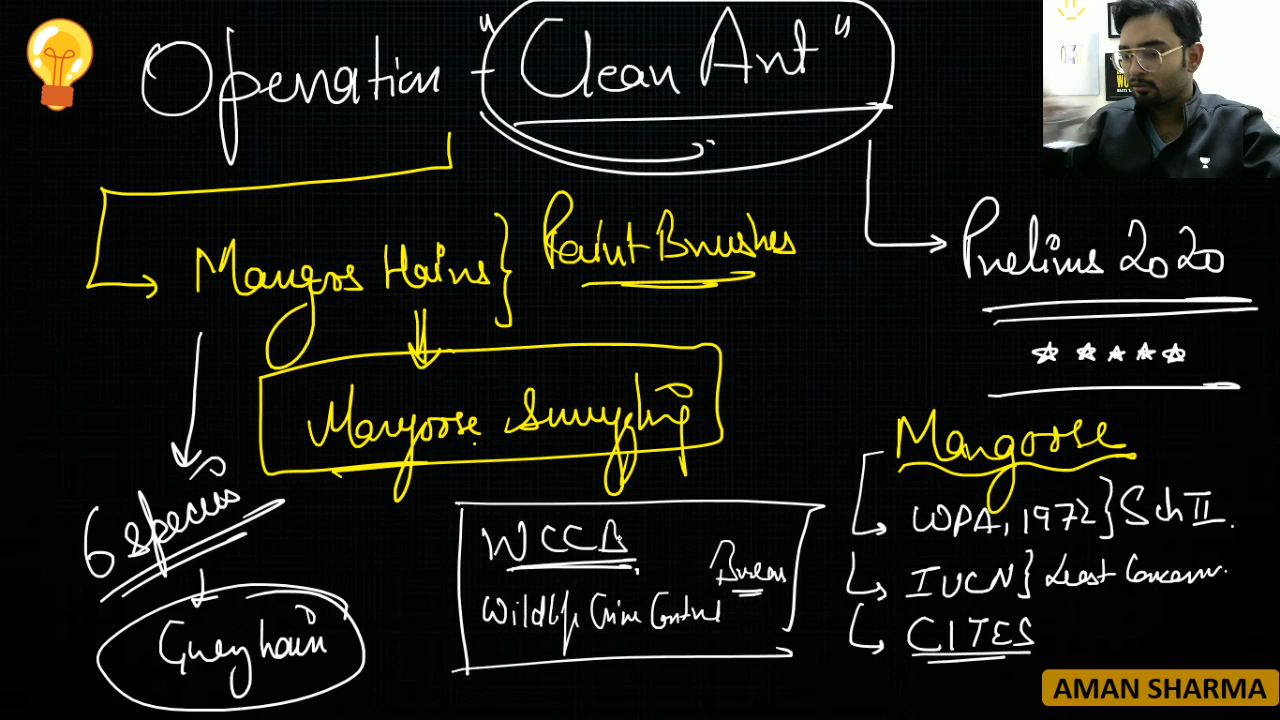 Operation - "Clean Art"
Mangoos Hairs } Paint Brushes
Prelims 2020
Mongoose Smuggling
Mongoose
6 species
WPA, 1972 } Sch II.
WCCB
Bureau
IUCN } Least Concern.
Wildlife Crime Control
Grey hair
CITES
AMAN SHARMA